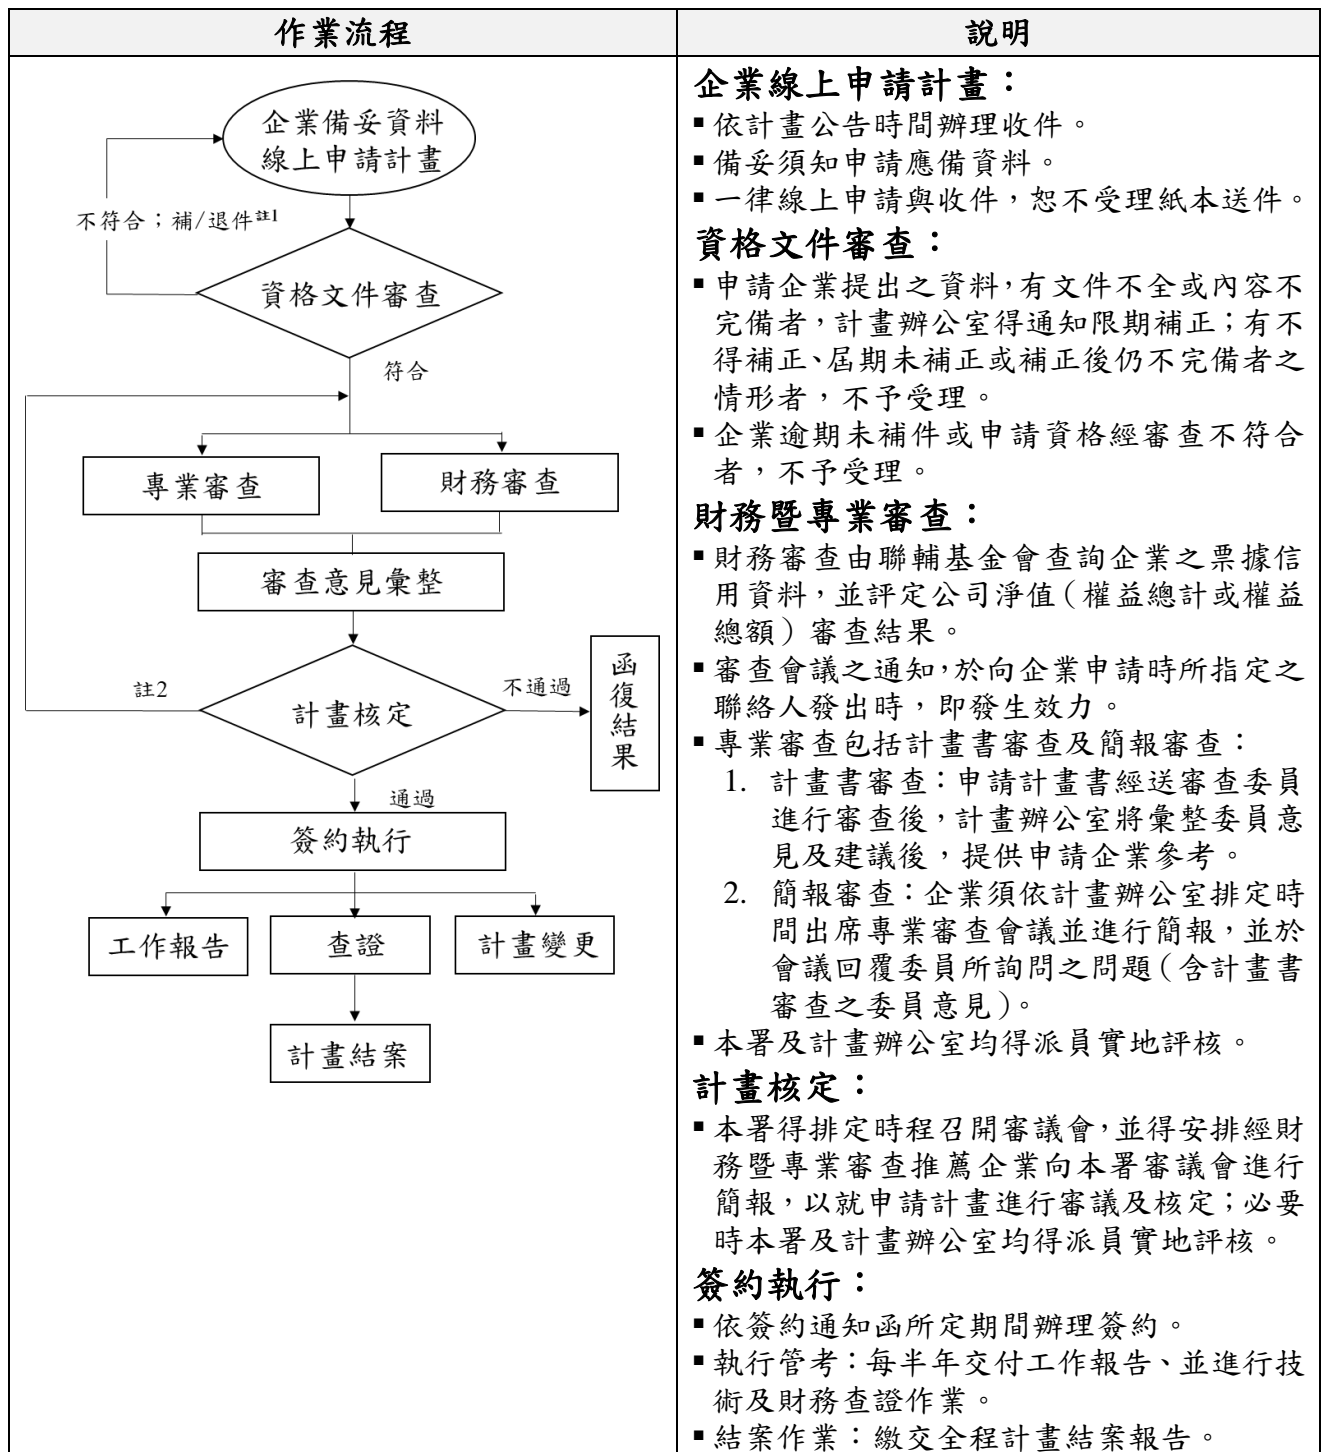 作業流程
說明
企業備妥資料
線上申請計畫
不符合；補/退件註1
資格文件審查
符合
專業審查
財務審查
審查意見彙整
註2
計畫核定
不通過
函復結果
通過
簽約執行
工作報告
查證
計畫變更
計畫結案
企業線上申請計畫：
▪依計畫公告時間辦理收件。
▪備妥須知申請應備資料。
▪一律線上申請與收件，恕不受理紙本送件。
資格文件審查：
▪申請企業提出之資料，有文件不全或內容不
完備者，計畫辦公室得通知限期補正；有不
得補正、屆期未補正或補正後仍不完備者之
情形者，不予受理。
▪企業逾期未補件或申請資格經審查不符合
者，不予受理。
財務暨專業審查：
▪財務審查由聯輔基金會查詢企業之票據信
用資料，並評定公司淨值（權益總計或權益
總額）審查結果。
▪審查會議之通知，於向企業申請時所指定之
聯絡人發出時，即發生效力。
▪專業審查包括計畫書審查及簡報審查：
1. 計畫書審查：申請計畫書經送審查委員
進行審查後，計畫辦公室將彙整委員意
見及建議後，提供申請企業參考。
2. 簡報審查：企業須依計畫辦公室排定時
間出席專業審查會議並進行簡報，並於
會議回覆委員所詢問之問題（含計畫書
審查之委員意見）。
▪本署及計畫辦公室均得派員實地評核。
計畫核定：
▪本署得排定時程召開審議會，並得安排經財
務暨專業審查推薦企業向本署審議會進行
簡報，以就申請計畫進行審議及核定；必要
時本署及計畫辦公室均得派員實地評核。
簽約執行：
▪依簽約通知函所定期間辦理簽約。
▪執行管考：每半年交付工作報告、並進行技
術及財務查證作業。
▪結案作業：繳交全程計畫結案報告。